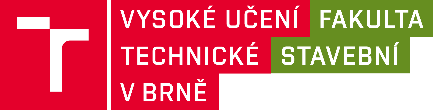 VYSOKÉ UČENÍ FAKULTA
TECHNICKÉ STAVEBNÍ
V BRNĚ